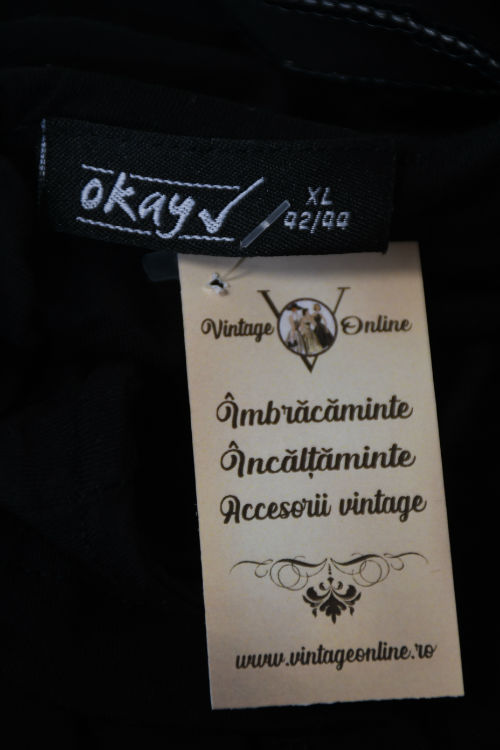 okay
XL
42/44
Vintage Online
Îmbrăcăminte
Încălțăminte
Accesorii vintage
www.vintageonline.ro